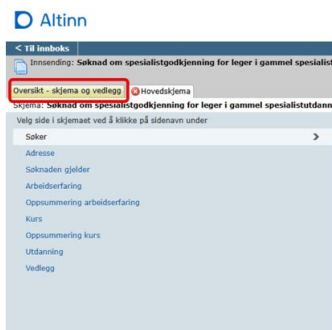 Altinn
< Til innboks
Innsending: Søknad om spesialistgodkjenning for leger i gammel
Oversikt - skjema og vedlegg Hovedskjema
Skjema: Søknad om spesialistgodkjenning for leger i gammel
Velg side i skjemaet ved å klikke på sidenavn under
Søker >
Adresse
Søknaden gjelder
Arbeidserfaring
Oppsummering arbeidserfaring
Kurs
Oppsummering kurs
Utdanning
Vedlegg